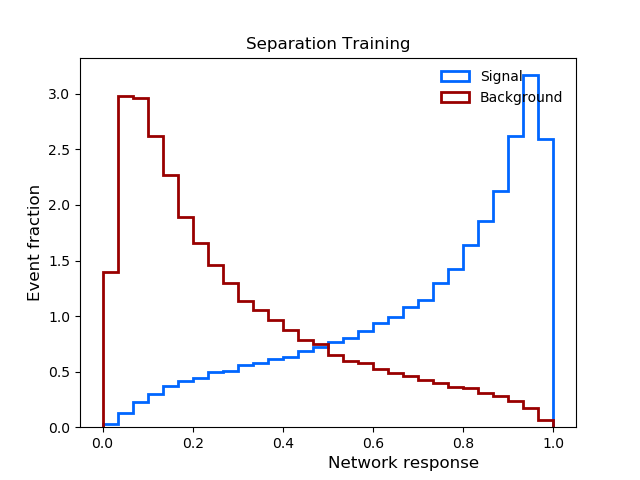 Separation Training
Signal
Background
Event fraction
3.0
2.5
2.0
1.5
1.0
0.5
0.0
0.0 0.2 0.4 0.6 0.8 1.0
Network response